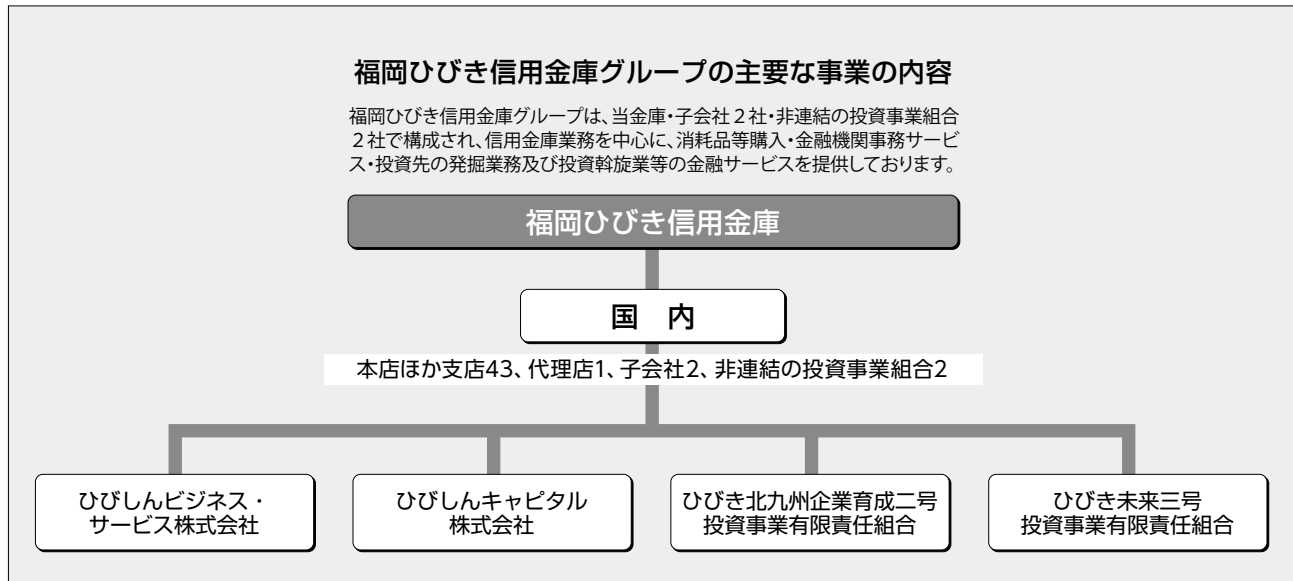 福岡ひびき信用金庫グループの主要な事業の内容
福岡ひびき信用金庫グループは、当金庫・子会社２社・非連結の投資事業組合
２社で構成され、信用金庫業務を中心に、消耗品等購入・金融機関事務サービ
ス・投資先の発掘業務及び投資斡旋業等の金融サービスを提供しております。
福岡ひびき信用金庫
国　内
本店ほか支店43、代理店1、子会社2、非連結の投資事業組合2
ひびしんビジネス・
サービス株式会社
ひびしんキャピタル
株式会社
ひびき北九州企業育成二号
投資事業有限責任組合
ひびき未来三号
投資事業有限責任組合